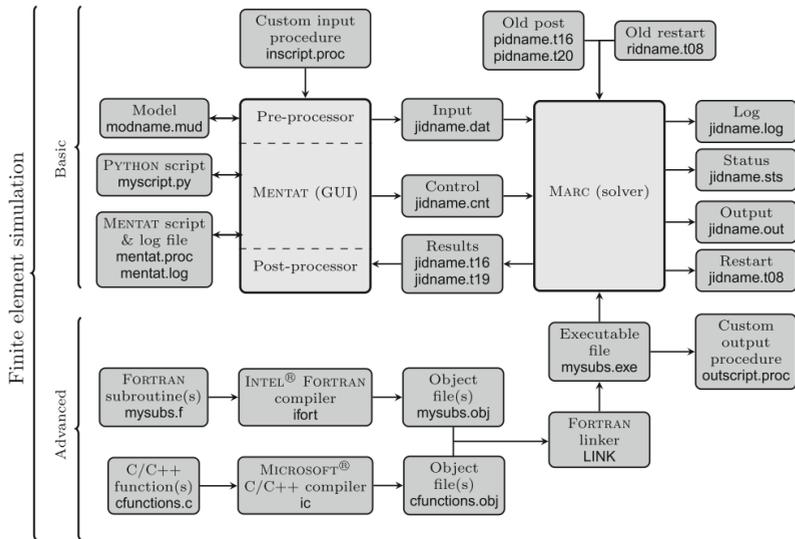 Finite element simulation
Basic
Custom input
procedure
inscript.proc
Old post
pidname.t16
pidname.t20
Old restart
ridname.t08
Model
modname.mud
Pre-processor
Input
jidname.dat
Log
jidname.log
PYTHON script
myscript.py
MENTAT (GUI)
Control
jidname.cnt
MARC (solver)
Status
jidname.sts
MENTAT script
& log file
mentat.proc
mentat.log
Post-processor
Results
jidname.t16
jidname.t19
Output
jidname.out
Restart
jidname.t08
Advanced
Executable
file
mysubs.exe
Custom
output
procedure
outscript.proc
FORTRAN
subroutine(s)
mysubs.f
INTEL® FORTRAN
compiler
ifort
Object
file(s)
mysubs.obj
FORTRAN
linker
LINK
C/C++
function(s)
cfunctions.c
MICROSOFT®
C/C++ compiler
ic
Object
file(s)
cfunctions.obj